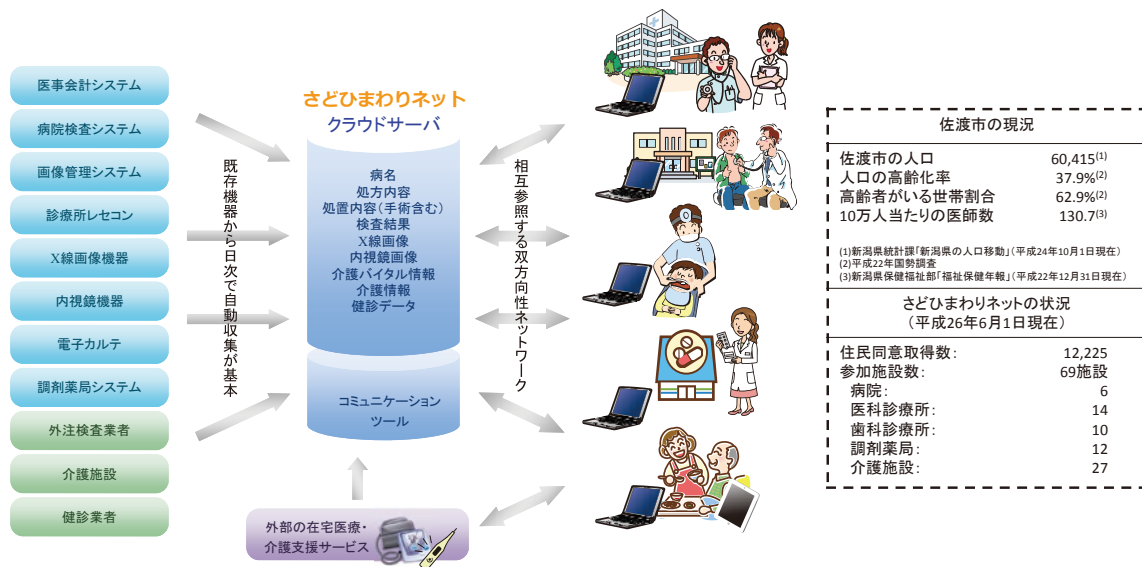 医事会計システム
病院検査システム
画像管理システム
診療所レセコン
X線画像機器
内視鏡機器
電子カルテ
調剤薬局システム
外注検査業者
介護施設
健診業者
既存機器から日次で自動収集が基本
さどひまわりネット
クラウドサーバ
病名
処方内容
処置内容(手術含む)
検査結果
X線画像
内視鏡画像
介護バイタル情報
介護情報
健診データ
コミュニケーション
ツール
外部の在宅医療・
介護支援サービス
相互参照する双方向性ネットワーク
佐渡市の現況
佐渡市の人口 60,415(1)
人口の高齢化率 37.9%(2)
高齢者がいる世帯割合 62.9%(2)
10万人当たりの医師数 130.7(3)
(1)新潟県統計課「新潟県の人口移動」(平成24年10月1日現在)
(2)平成22年国勢調査
(3)新潟県保健福祉部「福祉保健年報」(平成22年12月31日現在)
さどひまわりネットの状況
(平成26年6月1日現在)
住民同意取得数: 12,225
参加施設数: 69施設
病院: 6
医科診療所: 14
歯科診療所: 10
調剤薬局: 12
介護施設: 27